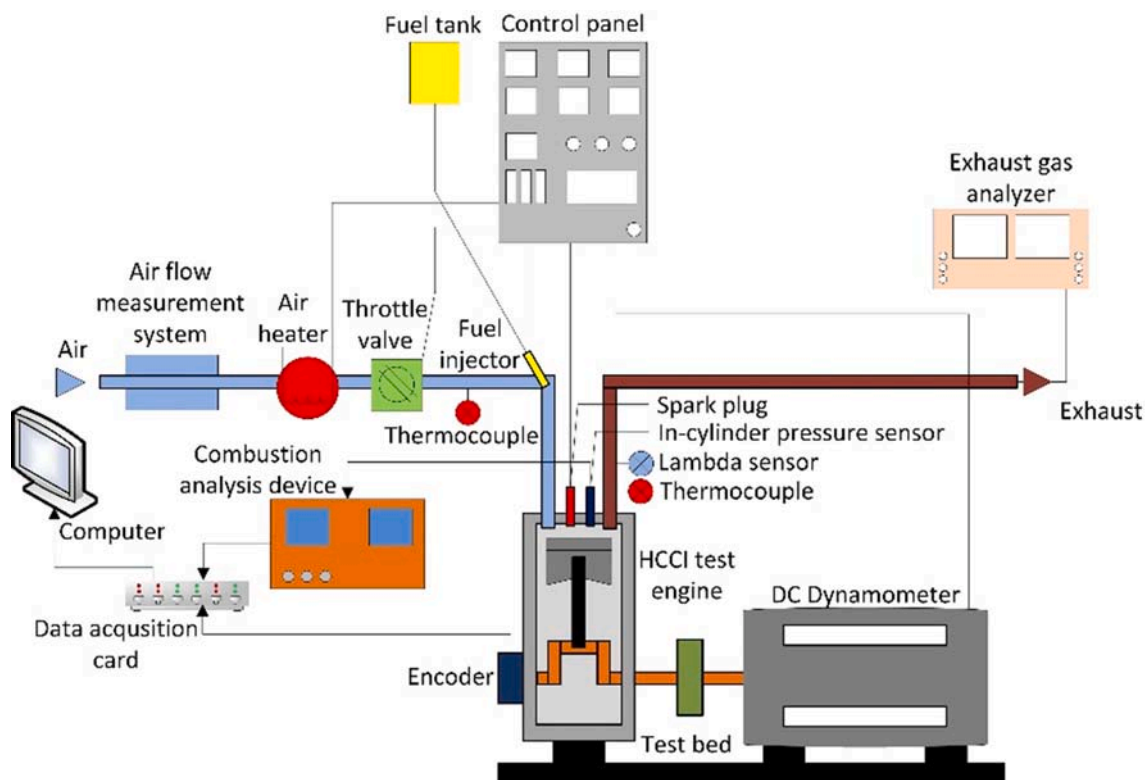 Fuel tank
Control panel
Exhaust gas
analyzer
Air flow
measurement
system
Air
heater
Throttle
valve
Fuel
injector
Air
Thermocouple
Exhaust
Spark plug
In-cylinder pressure sensor
Lambda sensor
Thermocouple
Combustion
analysis device
Computer
HCCI test
engine
DC Dynamometer
Data acqusition
card
Encoder
Test bed